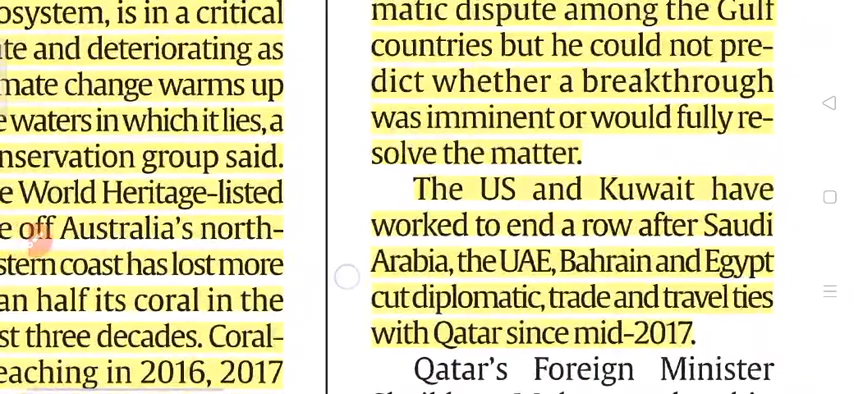 osystem, is in a critical
te and deteriorating as
mate change warms up
e waters in which it lies, a
nservation group said.
e World Heritage-listed
e off Australia's north-
stern coast has lost more
an half its coral in the
st three decades. Coral-
eaching in 2016, 2017
matic dispute among the Gulf
countries but he could not pre-
dict whether a breakthrough
was imminent or would fully re-
solve the matter.
The US and Kuwait have
worked to end a row after Saudi
Arabia, the UAE, Bahrain and Egypt
cut diplomatic, trade and travel ties
with Qatar since mid-2017.
Qatar's Foreign Minister